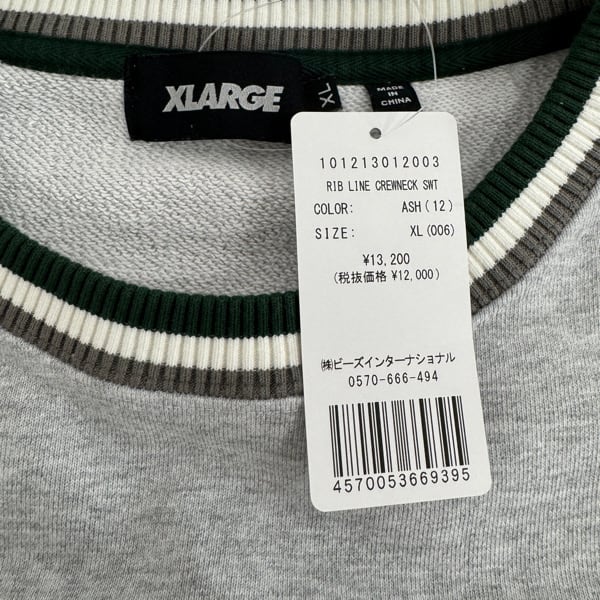 XLARGE
XL
MADE
IN
CHINA
101213012003
RIB LINE CREWNECK SWT
COLOR: ASH(12)
SIZE: XL(006)
¥13,200
(税抜価格 ¥12,000)
㈱ビーズインターナショナル
0570-666-494
4570053669395